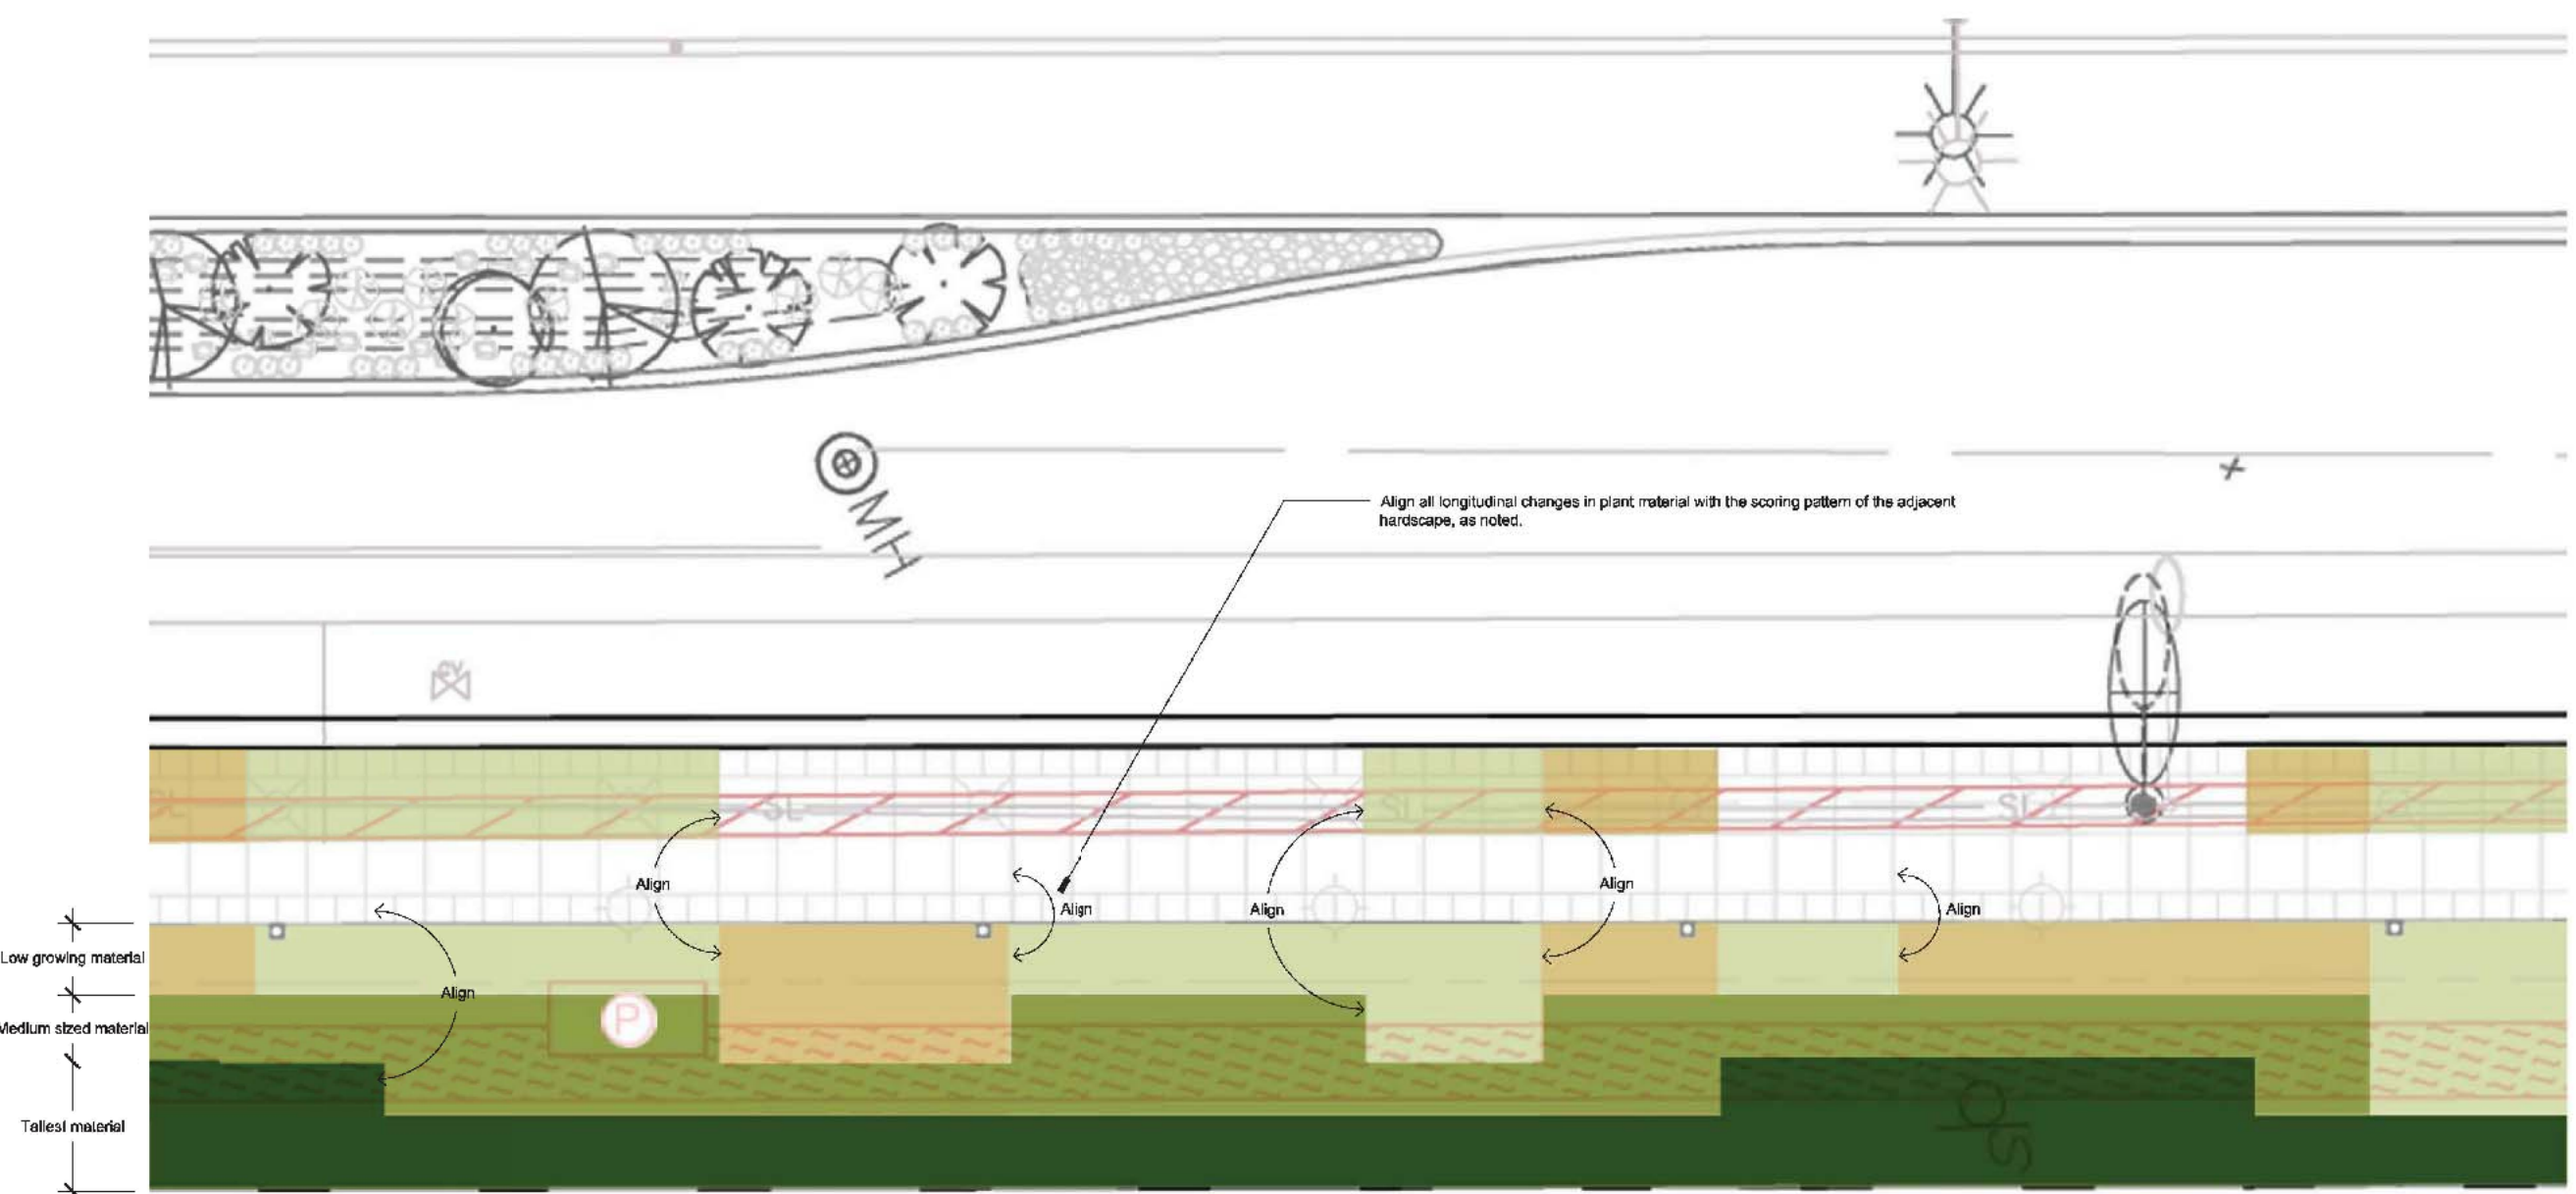 MH
Align all longitudinal changes in plant material with the scoring pattern of the adjacent
hardscape, as noted.
SL
SL
SL
SL
Align
Align
Align
Align
Align
Align
Low growing material
Medium sized material
P
Tallest material